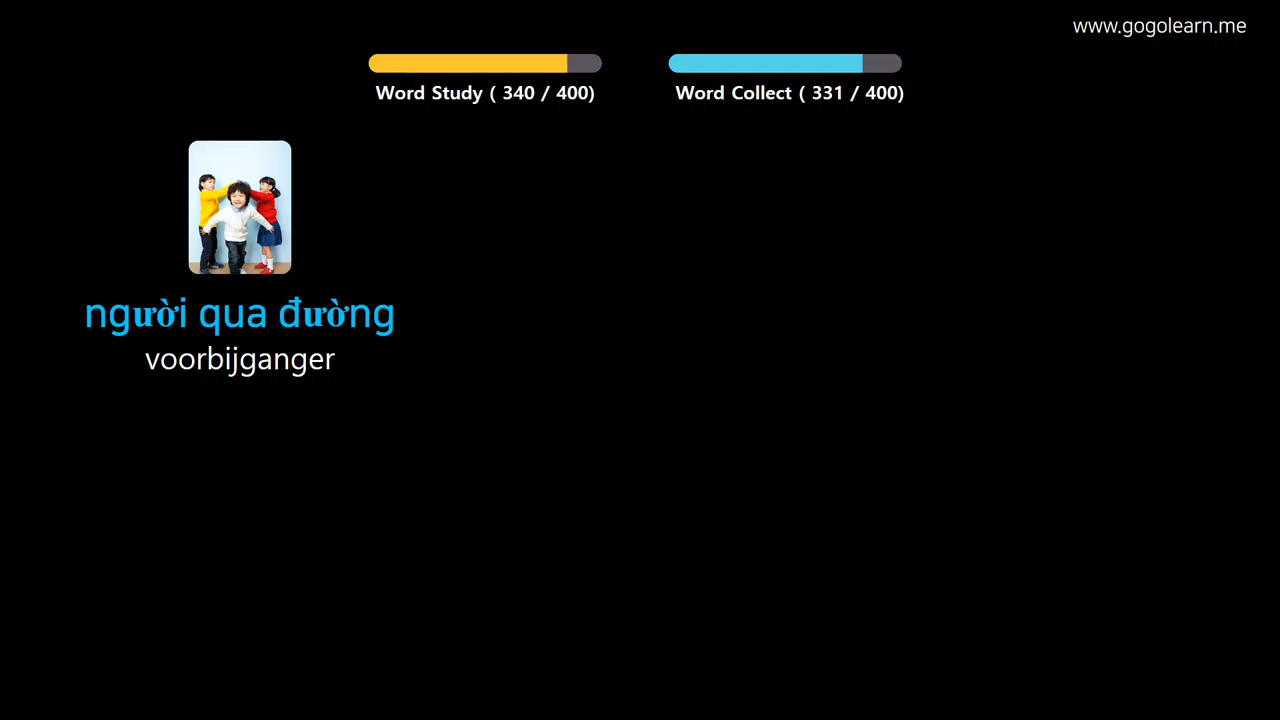 www.gogolearn.me
Word Study ( 340 / 400)
Word Collect ( 331 / 400)
người qua đường
voorbijganger